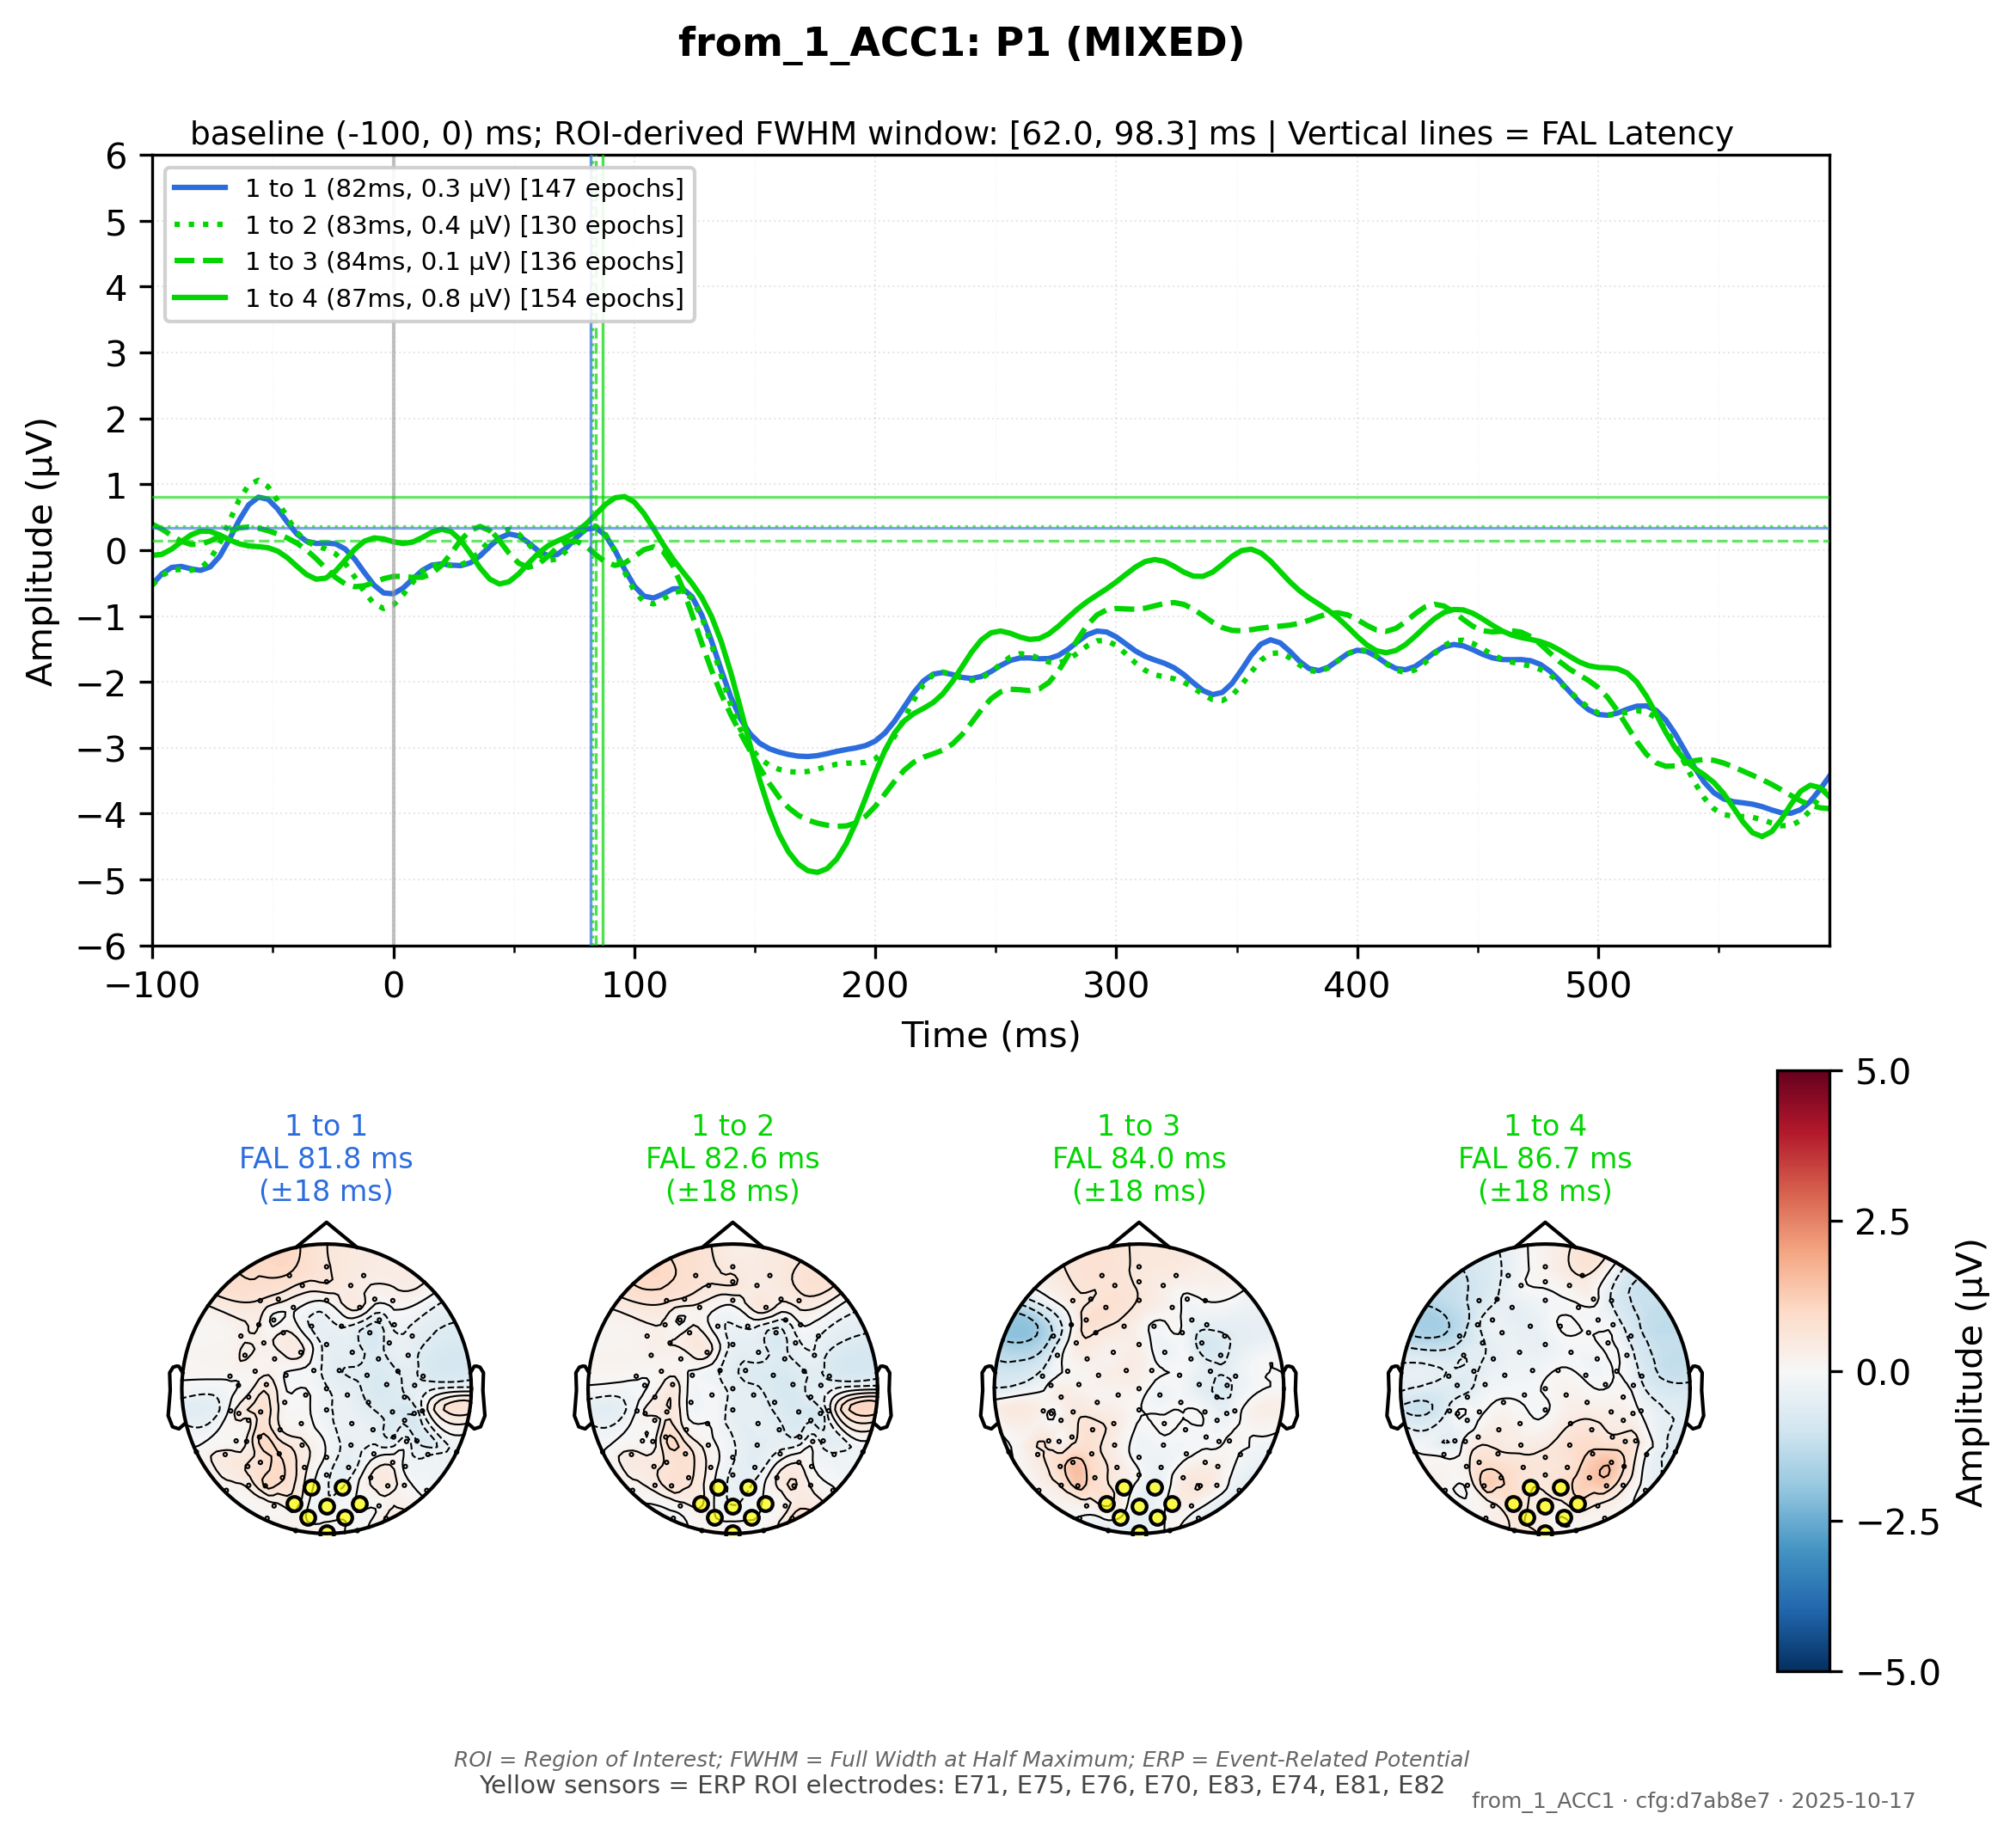 from_1_ACC1: P1 (MIXED)
baseline (-100, 0) ms; ROI-derived FWHM window: [62.0, 98.3] ms | Vertical lines = FAL Latency
1 to 1 (82ms, 0.3 μV) [147 epochs]
1 to 2 (83ms, 0.4 μV) [130 epochs]
1 to 3 (84ms, 0.1 μV) [136 epochs]
1 to 4 (87ms, 0.8 μV) [154 epochs]
6
5
4
3
2
1
0
−1
−2
−3
−4
−5
−6
Amplitude (μV)
−100
0
100
200
300
400
500
Time (ms)
1 to 1
FAL 81.8 ms
(±18 ms)
1 to 2
FAL 82.6 ms
(±18 ms)
1 to 3
FAL 84.0 ms
(±18 ms)
1 to 4
FAL 86.7 ms
(±18 ms)
5.0
2.5
0.0
−2.5
−5.0
Amplitude (μV)
ROI = Region of Interest; FWHM = Full Width at Half Maximum; ERP = Event-Related Potential
Yellow sensors = ERP ROI electrodes: E71, E75, E76, E70, E83, E74, E81, E82
from_1_ACC1 · cfg:d7ab8e7 · 2025-10-17